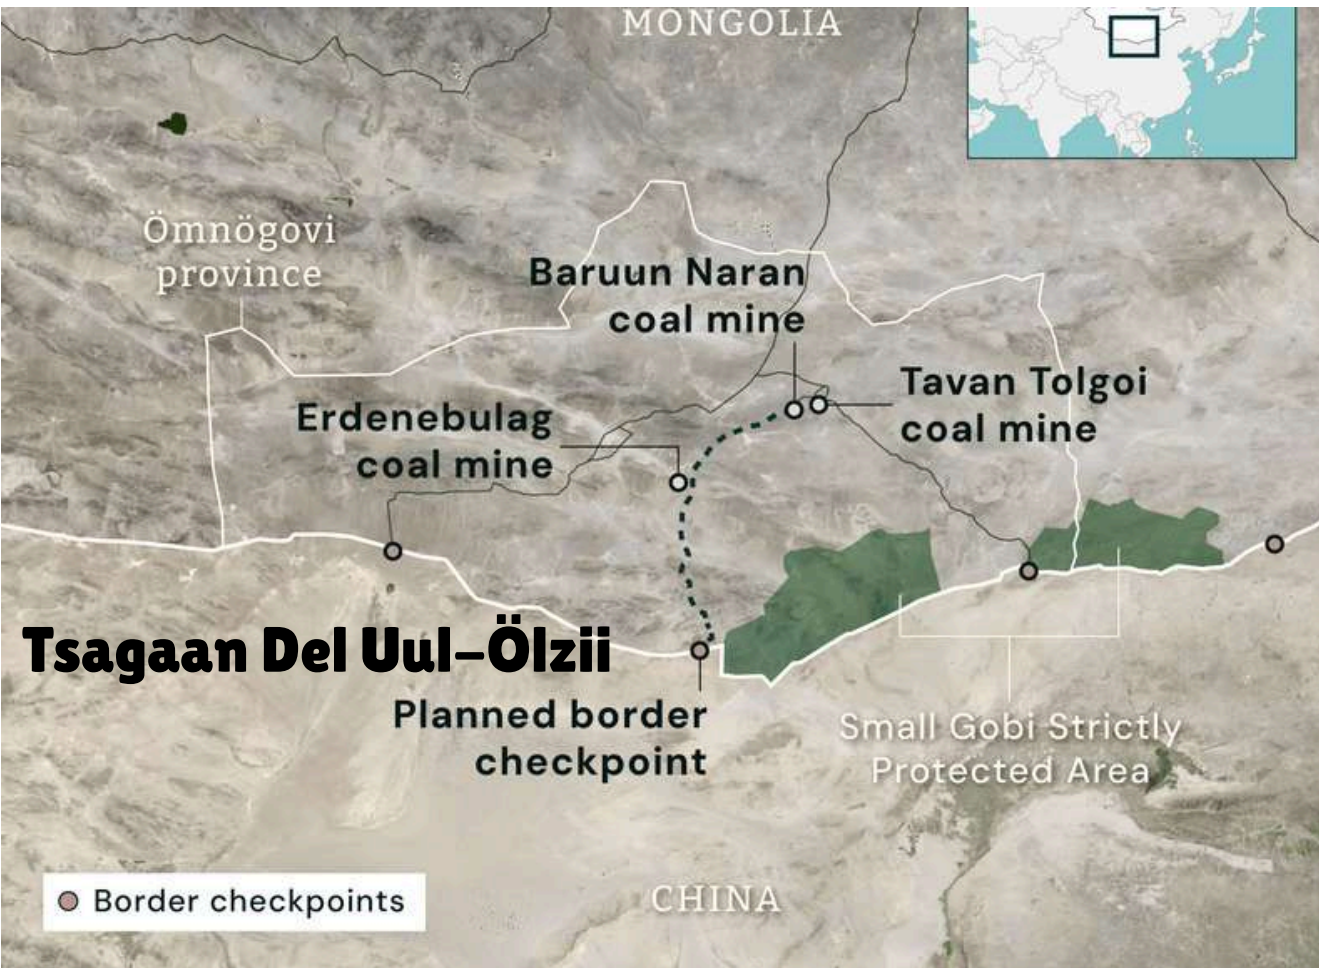 MONGOLIA
Ömnögovi
province
Baruun Naran
coal mine
Tavan Tolgoi
coal mine
Erdenebulag
coal mine
Tsagaan Del Uul-Ölzii
Planned border
checkpoint
Small Gobi Strictly
Protected Area
CHINA
Border checkpoints